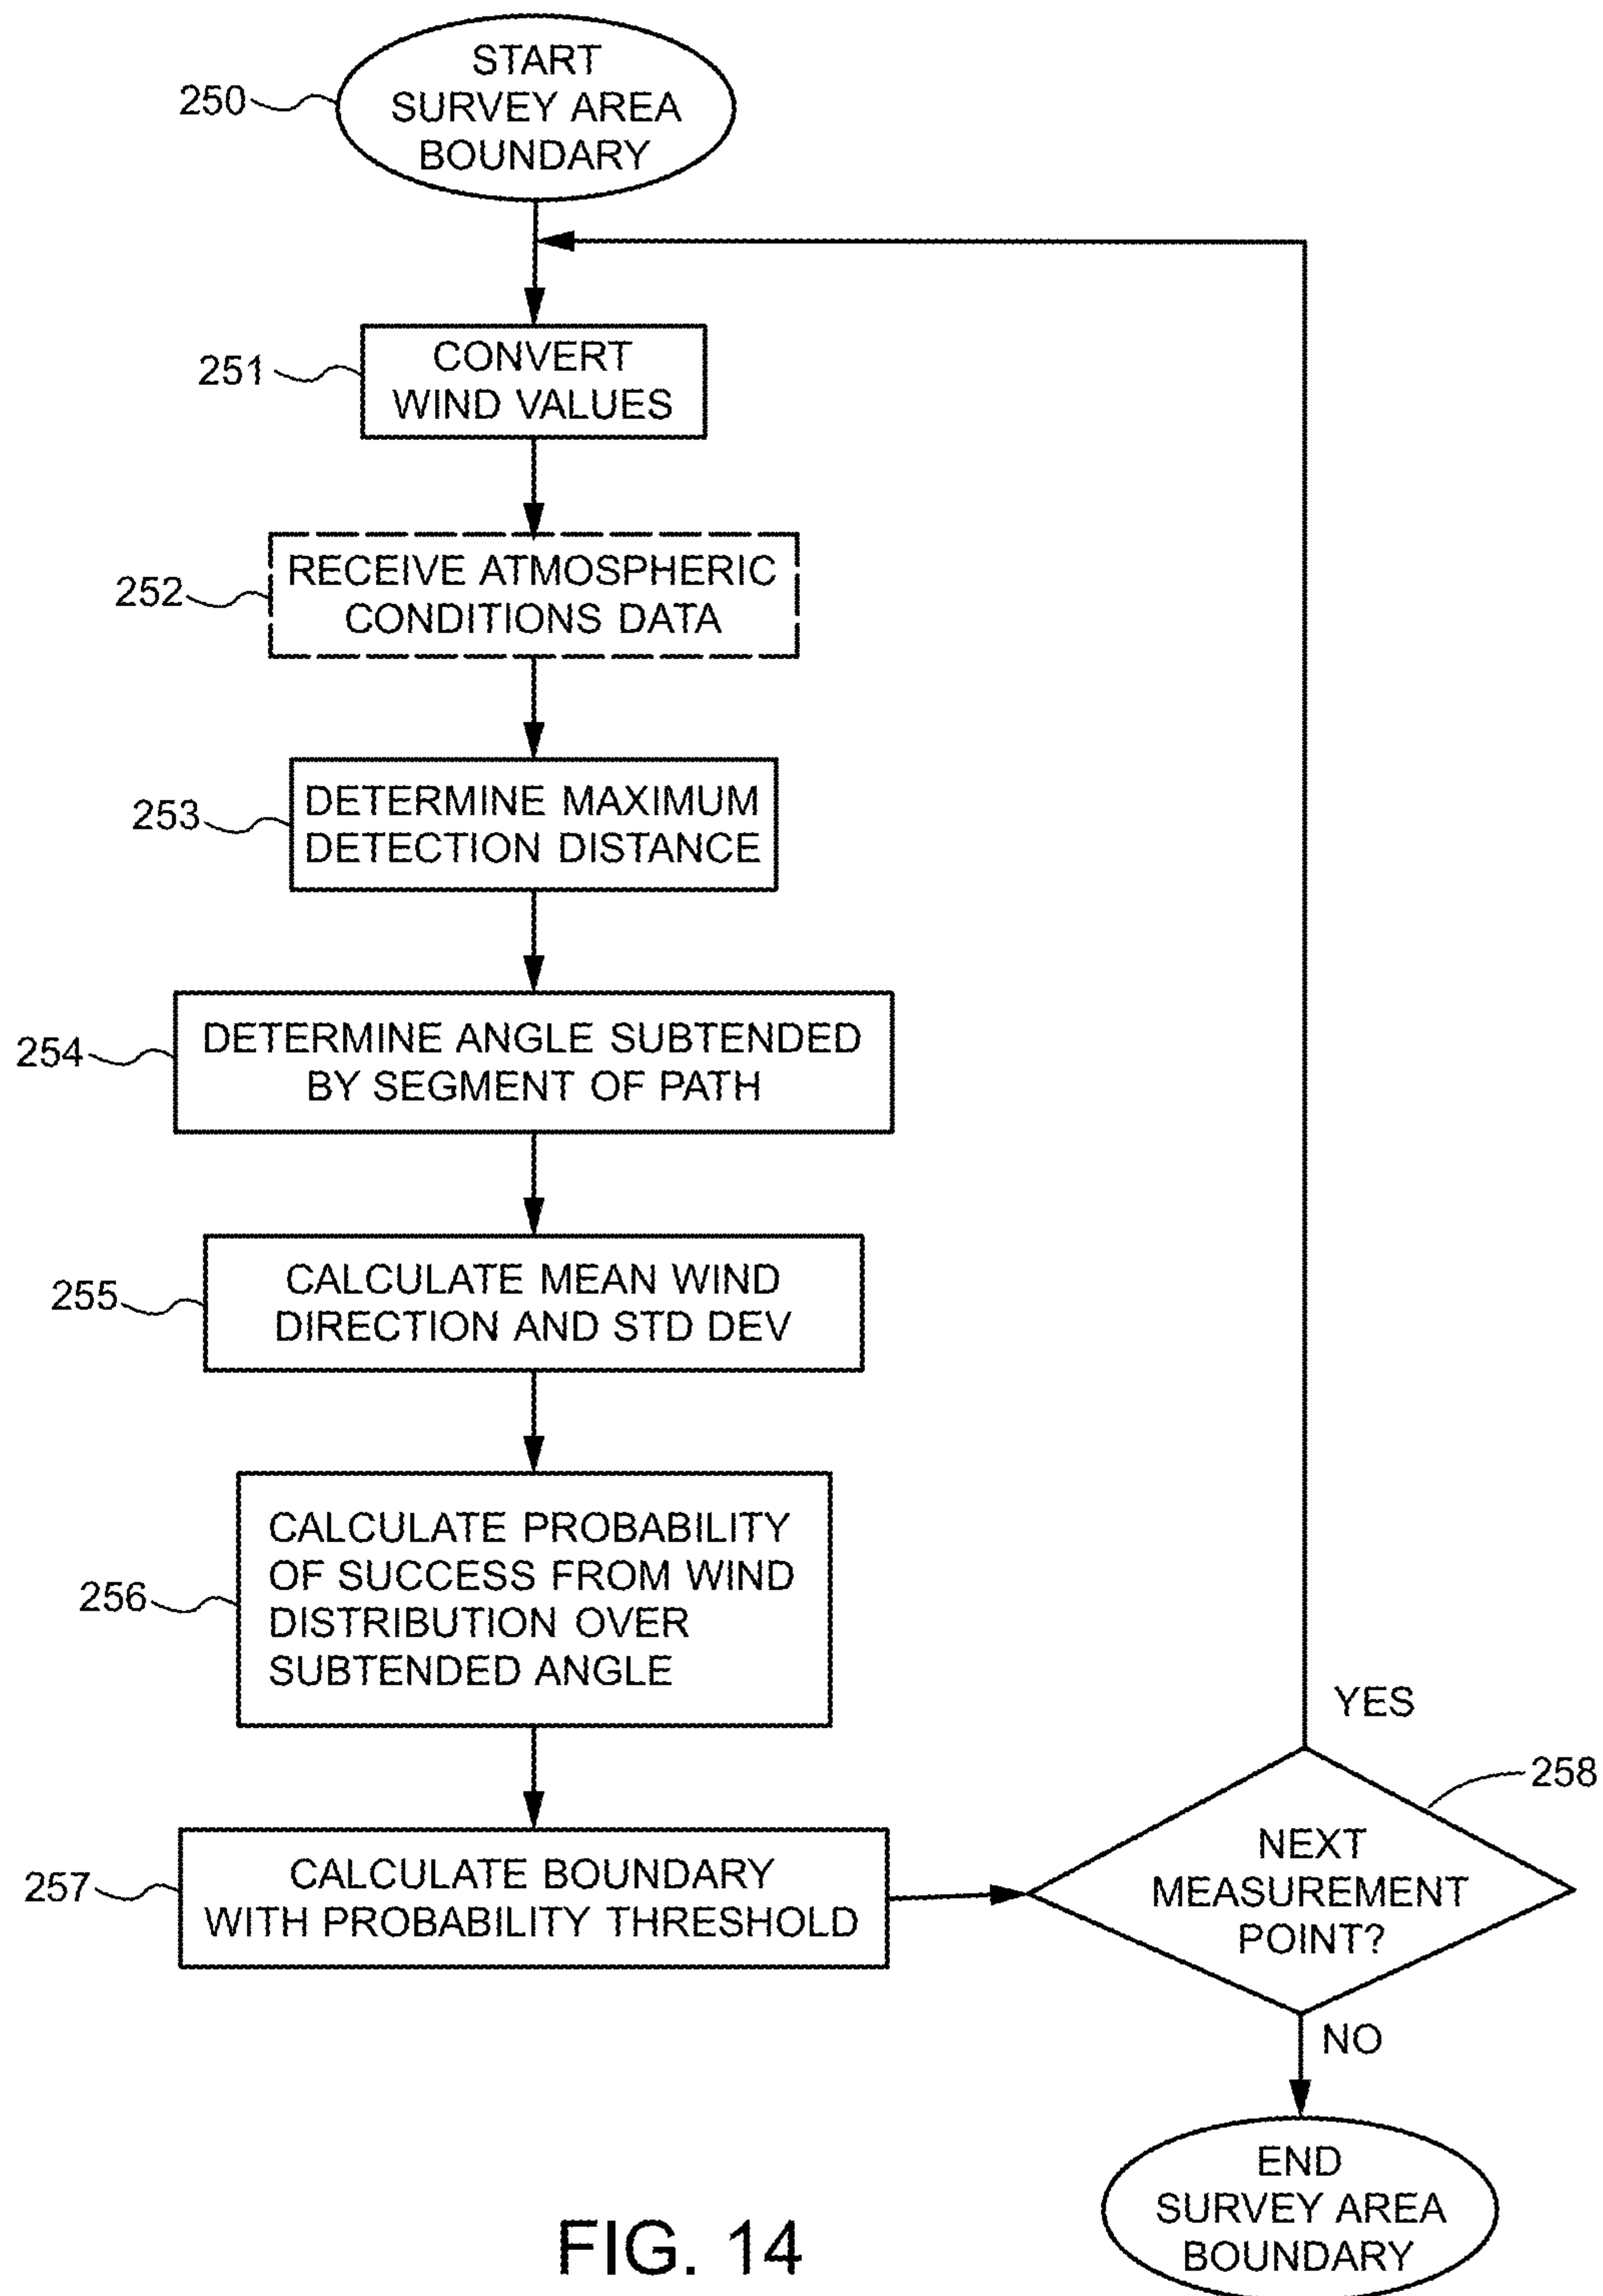 START
SURVEY AREA
BOUNDARY
250
CONVERT
WIND VALUES
251
RECEIVE ATMOSPHERIC
CONDITIONS DATA
252
DETERMINE MAXIMUM
DETECTION DISTANCE
253
DETERMINE ANGLE SUBTENDED
BY SEGMENT OF PATH
254
CALCULATE MEAN WIND
DIRECTION AND STD DEV
255
CALCULATE PROBABILITY
OF SUCCESS FROM WIND
DISTRIBUTION OVER
SUBTENDED ANGLE
256
CALCULATE BOUNDARY
WITH PROBABILITY THRESHOLD
257
YES
258
NEXT
MEASUREMENT
POINT?
NO
END
SURVEY AREA
BOUNDARY
FIG. 14